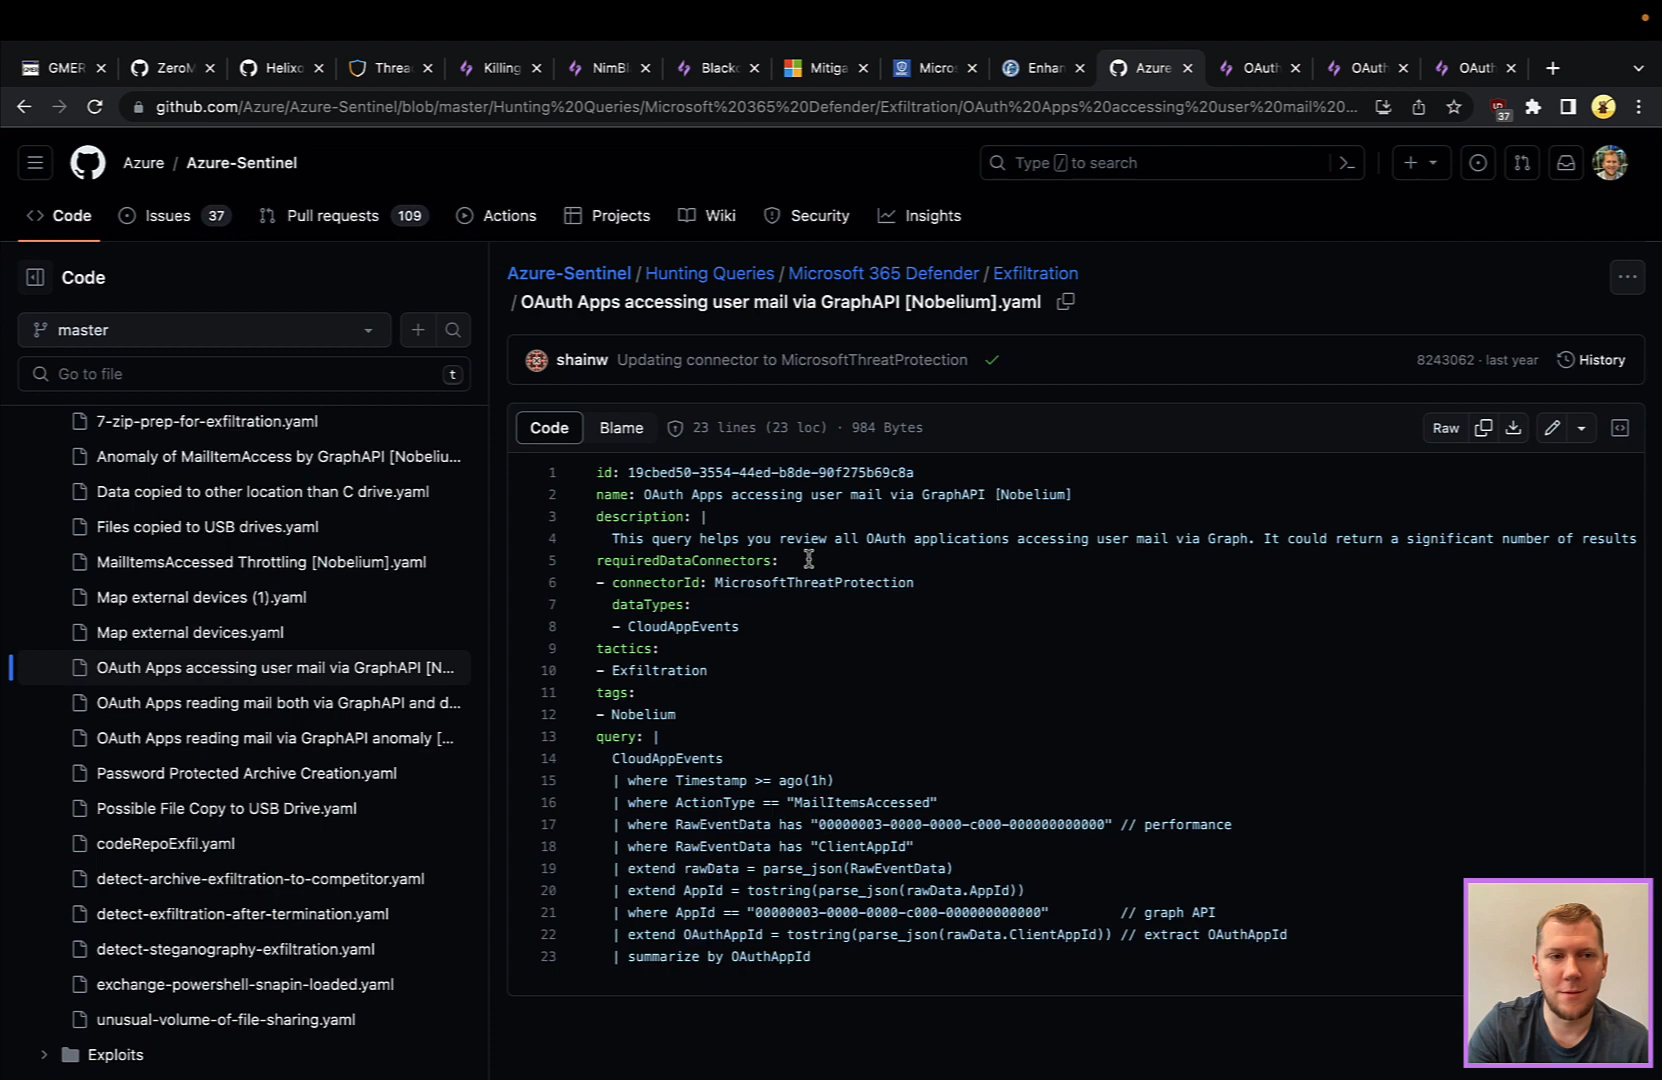 GMER
ZeroM
Helixo
Threa
Killing
NimBl
Blackc
Mitiga
Micros
Enhan
Azure
OAuth
OAuth
OAuth
github.com/Azure/Azure-Sentinel/blob/master/Hunting%20Queries/Microsoft%20365%20Defender/Exfiltration/OAuth%20Apps%20accessing%20user%20mail%20...
37
Azure / Azure-Sentinel
Type / to search
Code
Issues 37
Pull requests 109
Actions
Projects
Wiki
Security
Insights
Code
master
Go to file
t
7-zip-prep-for-exfiltration.yaml
Anomaly of MailItemAccess by GraphAPI [Nobeliu...
Data copied to other location than C drive.yaml
Files copied to USB drives.yaml
MailItemsAccessed Throttling [Nobelium].yaml
Map external devices (1).yaml
Map external devices.yaml
OAuth Apps accessing user mail via GraphAPI [N...
OAuth Apps reading mail both via GraphAPI and d...
OAuth Apps reading mail via GraphAPI anomaly [...
Password Protected Archive Creation.yaml
Possible File Copy to USB Drive.yaml
codeRepoExfil.yaml
detect-archive-exfiltration-to-competitor.yaml
detect-exfiltration-after-termination.yaml
detect-steganography-exfiltration.yaml
exchange-powershell-snapin-loaded.yaml
unusual-volume-of-file-sharing.yaml
Exploits
Azure-Sentinel / Hunting Queries / Microsoft 365 Defender / Exfiltration
/ OAuth Apps accessing user mail via GraphAPI [Nobelium].yaml
shainw Updating connector to MicrosoftThreatProtection
8243062 · last year
History
Code
Blame
23 lines (23 loc) · 984 Bytes
Raw
1 id: 19cbed50-3554-44ed-b8de-90f275b69c8a
2 name: OAuth Apps accessing user mail via GraphAPI [Nobelium]
3 description: |
4 This query helps you review all OAuth applications accessing user mail via Graph. It could return a significant number of results
5 requiredDataConnectors:
6 - connectorId: MicrosoftThreatProtection
7 dataTypes:
8 - CloudAppEvents
9 tactics:
10 - Exfiltration
11 tags:
12 - Nobelium
13 query: |
14 CloudAppEvents
15 | where Timestamp >= ago(1h)
16 | where ActionType == "MailItemsAccessed"
17 | where RawEventData has "00000003-0000-0000-c000-000000000000" // performance
18 | where RawEventData has "ClientAppId"
19 | extend rawData = parse_json(RawEventData)
20 | extend AppId = tostring(parse_json(rawData.AppId))
21 | where AppId == "00000003-0000-0000-c000-000000000000" // graph API
22 | extend OAuthAppId = tostring(parse_json(rawData.ClientAppId)) // extract OAuthAppId
23 | summarize by OAuthAppId